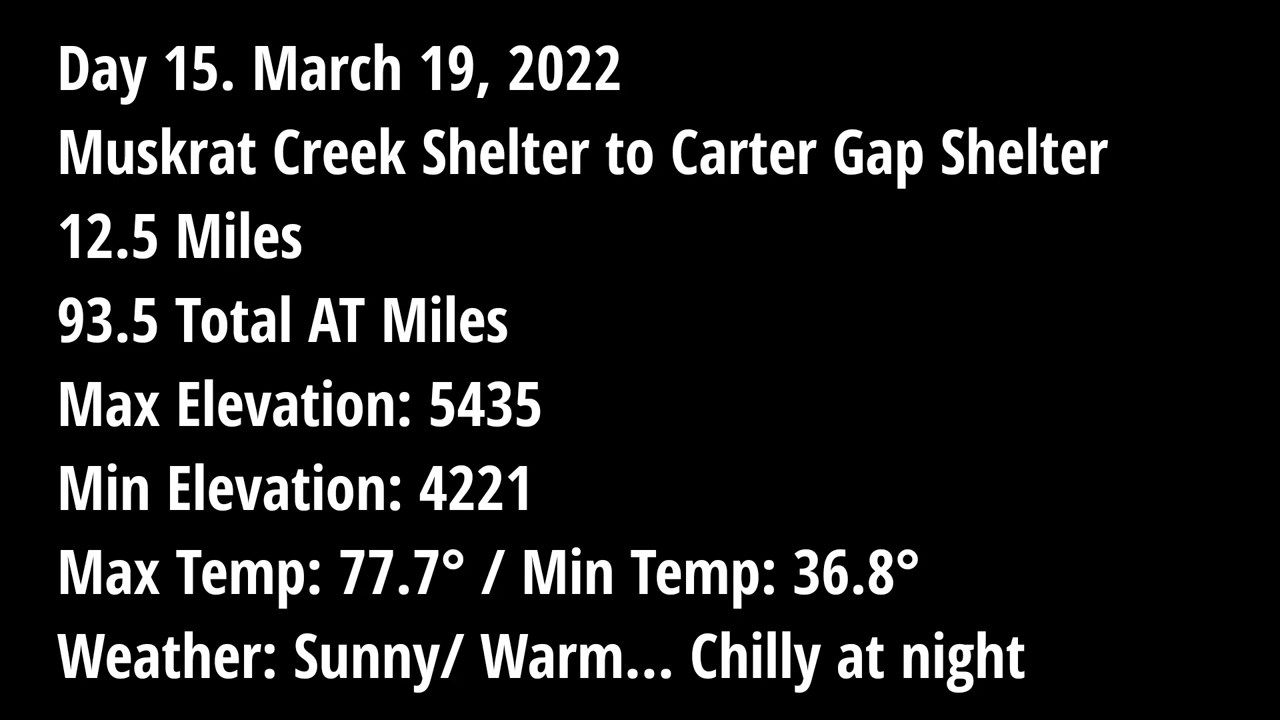 Day 15. March 19, 2022
Muskrat Creek Shelter to Carter Gap Shelter
12.5 Miles
93.5 Total AT Miles
Max Elevation: 5435
Min Elevation: 4221
Max Temp: 77.7° / Min Temp: 36.8°
Weather: Sunny/ Warm... Chilly at night